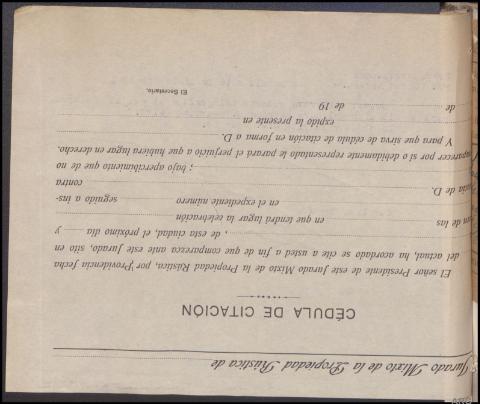 Jurado Mixto de la Propiedad Rústica de
CÉDULA DE CITACIÓN
El señor Presidente de este Jurado Mixto de la Propiedad Rústica, por Providencia fecha
del actual, ha acordado se cite a usted a fin de que comparezca ante este Jurado, sito en
, de esta ciudad, el próximo día y
de las en que tendrá lugar la celebración
en el expediente número seguido a ins-
tancia de D. contra
; bajo apercibimiento que de no
comparecer por sí o debidamente representado le parará el perjuicio a que hubiera lugar en derecho.
Y para que sirva de cédula de citación en forma a D.
expido la presente en
de de 19
El Secretario,